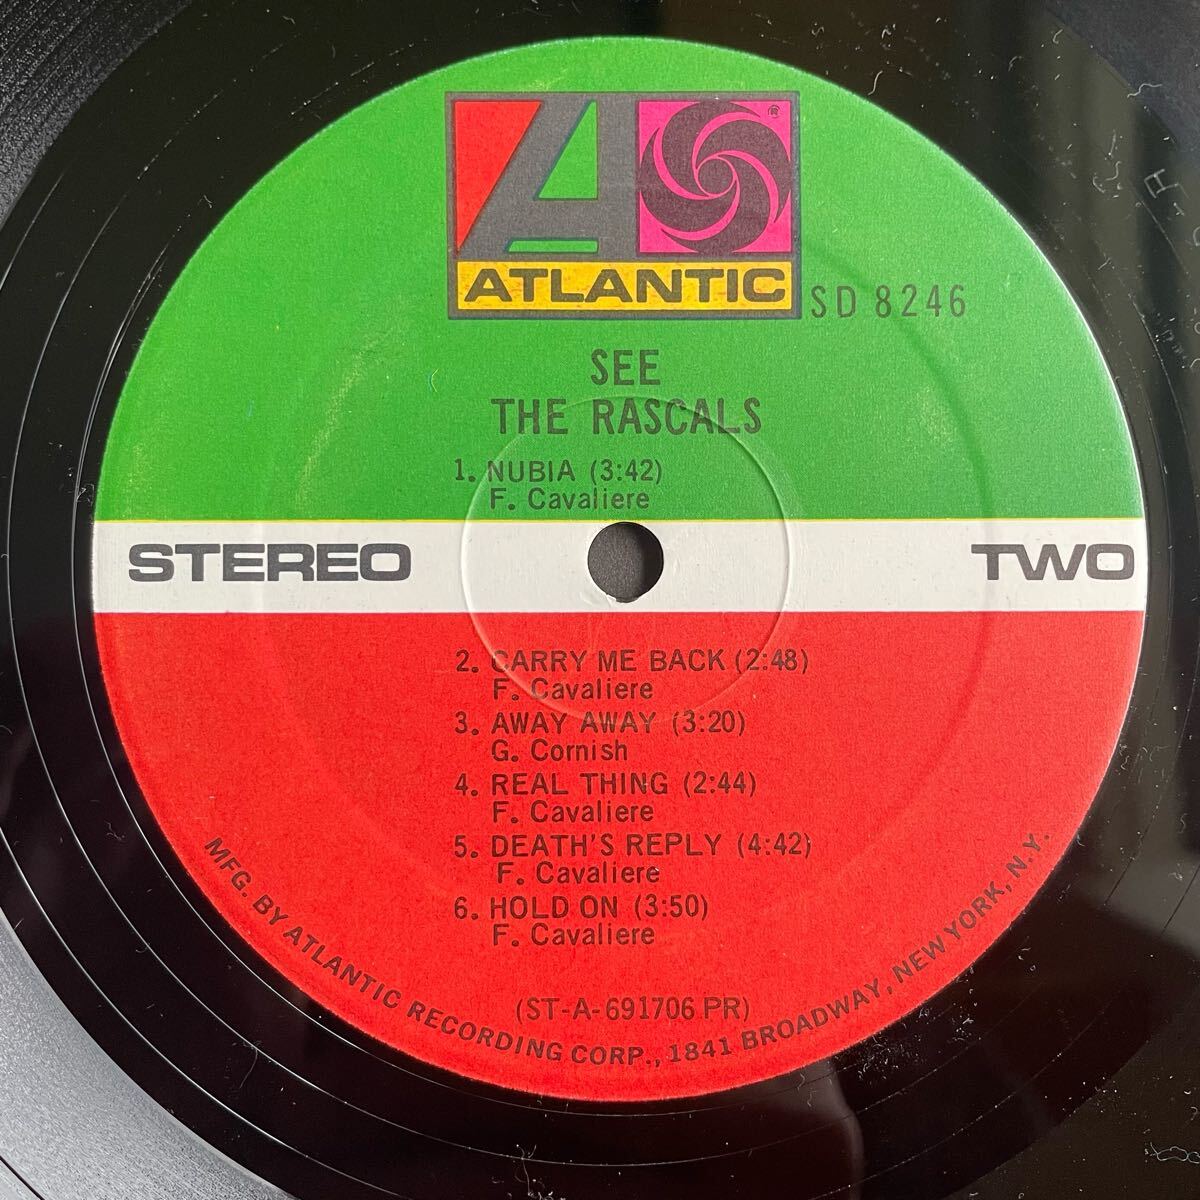 ®
ATLANTIC
SD 8246
SEE
THE RASCALS
1. NUBIA (3:42)
F. Cavaliere
STEREO
TWO
2. CARRY ME BACK (2:48)
F. Cavaliere
3. AWAY AWAY (3:20)
G. Cornish
4. REAL THING (2:44)
F. Cavaliere
5. DEATH'S REPLY (4:42)
F. Cavaliere
6. HOLD ON (3:50)
F. Cavaliere
(ST-A-691706 PR)
MFG. BY ATLANTIC RECORDING CORP., 1841 BROADWAY, NEW YORK, N.Y.